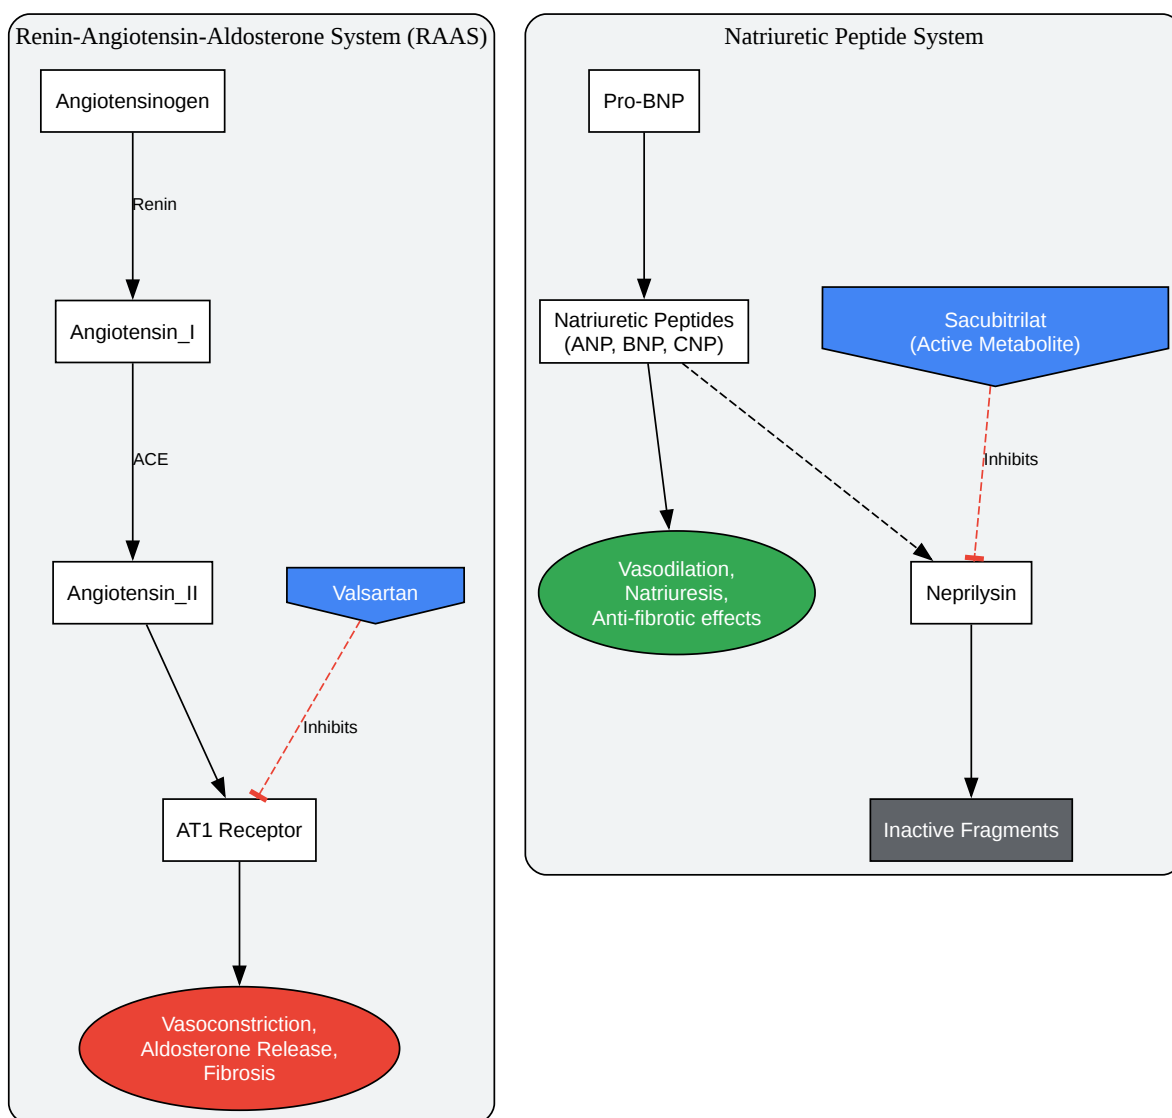 Renin-Angiotensin-Aldosterone System (RAAS)
Angiotensinogen
Renin
Angiotensin_I
ACE
Angiotensin_II
Valsartan
Inhibits
AT1 Receptor
Vasoconstriction,
Aldosterone Release,
Fibrosis
Natriuretic Peptide System
Pro-BNP
Natriuretic Peptides
(ANP, BNP, CNP)
Sacubitrilat
(Active Metabolite)
Inhibits
Vasodilation,
Natriuresis,
Anti-fibrotic effects
Neprilysin
Inactive Fragments